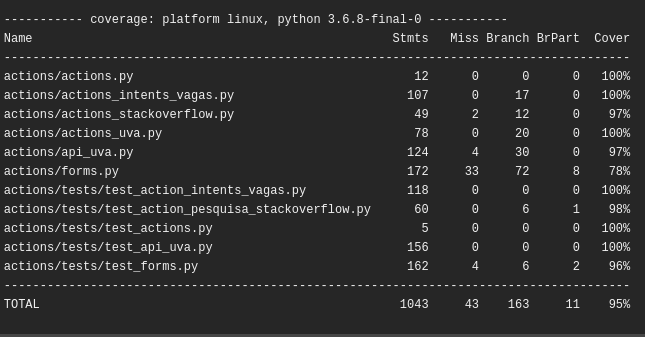 ----------- coverage: platform linux, python 3.6.8-final-0 -----------
Name                                                  Stmts   Miss Branch BrPart  Cover
---------------------------------------------------------------------------------------
actions/actions.py                                       12      0      0      0   100%
actions/actions_intents_vagas.py                        107      0     17      0   100%
actions/actions_stackoverflow.py                         49      2     12      0    97%
actions/actions_uva.py                                   78      0     20      0   100%
actions/api_uva.py                                      124      4     30      0    97%
actions/forms.py                                        172     33     72      8    78%
actions/tests/test_action_intents_vagas.py              118      0      0      0   100%
actions/tests/test_action_pesquisa_stackoverflow.py      60      0      6      1    98%
actions/tests/test_actions.py                             5      0      0      0   100%
actions/tests/test_api_uva.py                           156      0      0      0   100%
actions/tests/test_forms.py                             162      4      6      2    96%
---------------------------------------------------------------------------------------
TOTAL                                                  1043     43    163     11    95%